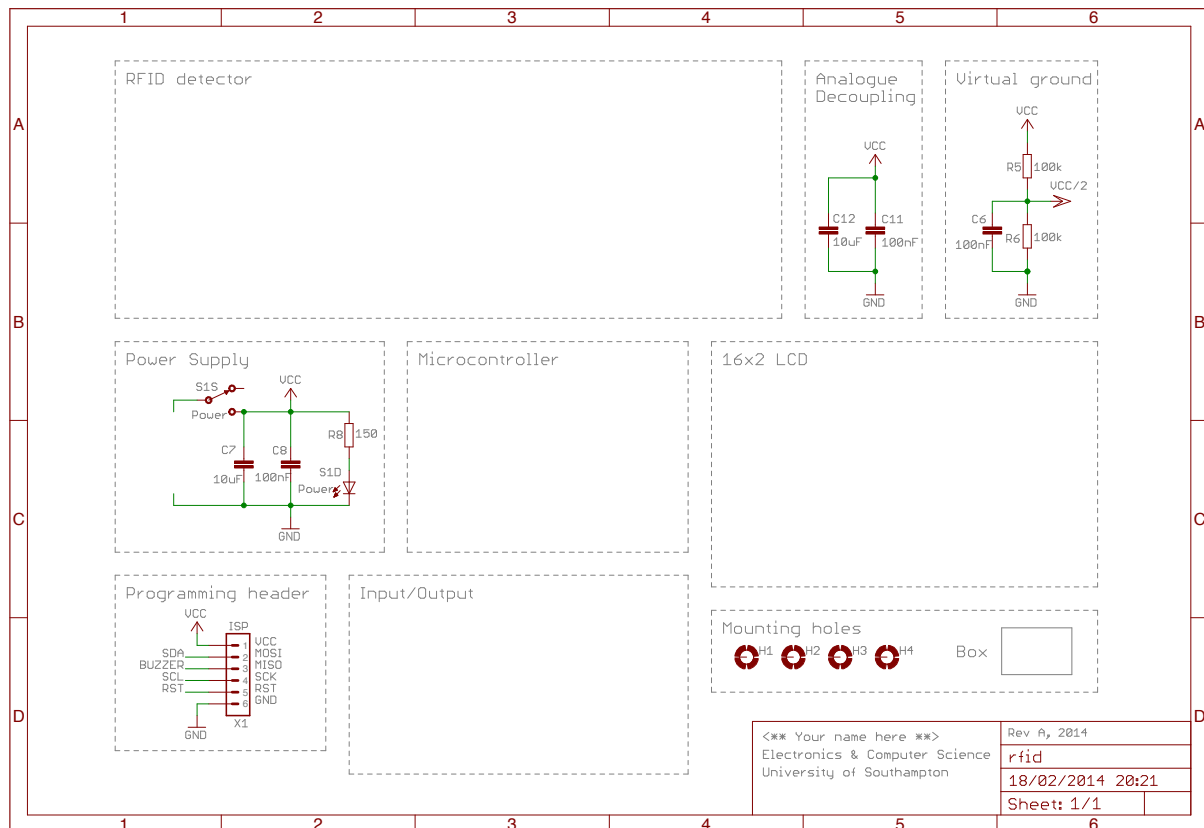 1 2 3 4 5 6
A A
B B
C C
D D
RFID detector
Analogue
Decoupling
VCC
C12
10uF
C11
100nF
GND
Virtual ground
VCC
R5
100k
VCC/2
C6
100nF
R6
100k
GND
Power Supply
S1S
Power
VCC
C7
10uF
C8
100nF
R8
150
S1D
Power
GND
Microcontroller
16x2 LCD
Programming header
VCC
ISP
1 VCC
SDA 2 MOSI
BUZZER 3 MISO
SCL 4 SCK
RST 5 RST
6 GND
GND
X1
Input/Output
Mounting holes
H1 H2 H3 H4
Box
<** Your name here **>
Electronics & Computer Science
University of Southampton
Rev A, 2014
rfid
18/02/2014 20:21
Sheet: 1/1
1 2 3 4 5 6